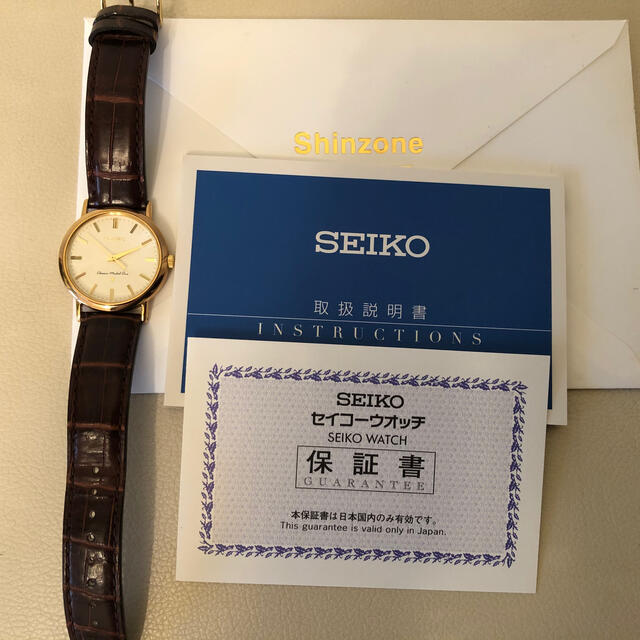 Shinzone
SEIKO
取扱説明書
INSTRUCTIONS
SEIKO
セイコーウオッチ
SEIKO WATCH
保証書
GUARANTEE
本保証書は日本国内のみ有効です。
This guarantee is valid only in Japan.